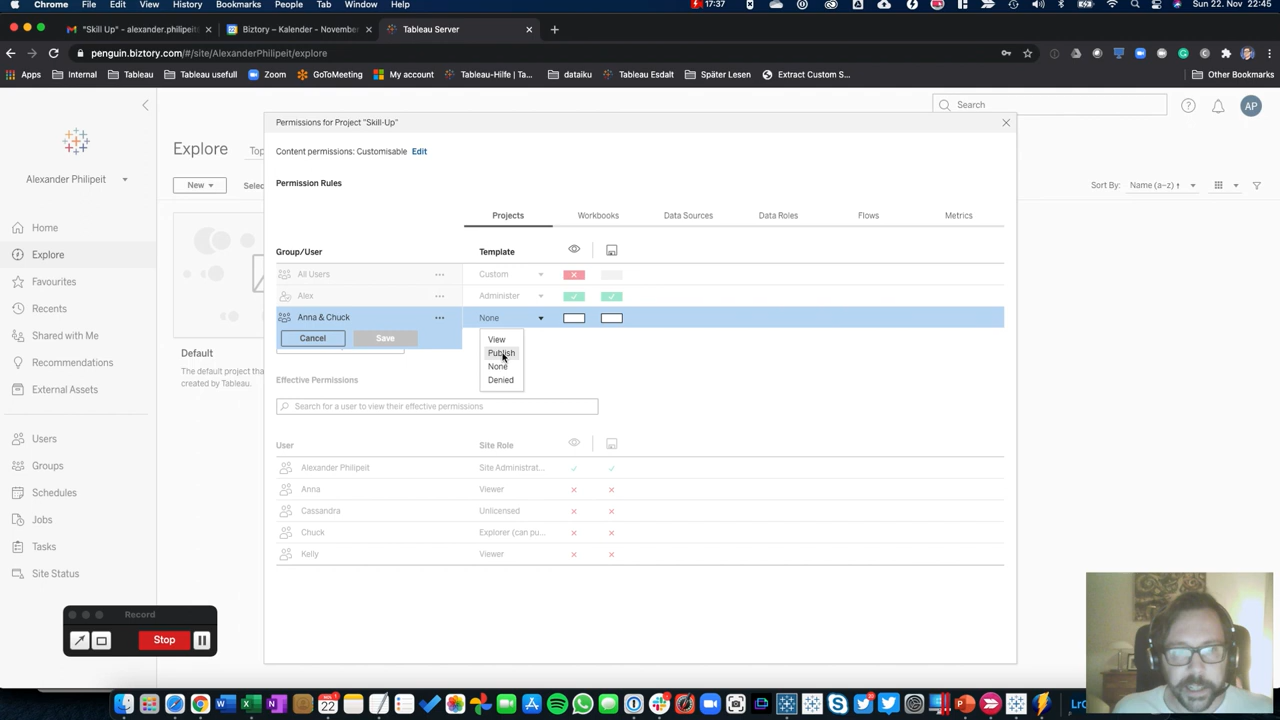 Chrome File Edit View History Bookmarks People Tab Window Help 17:37 Sun 22. Nov 22:45
"Skill Up" - alexander.philipeit× Biztory – Kalender - November × Tableau Server × +
penguin.biztory.com/#/site/AlexanderPhilipeit/explore
Apps Internal Tableau Tableau usefull Zoom GoToMeeting My account Tableau-Hilfe | Ta... dataiku Tableau Esdalt Später Lesen Extract Custom S... Other Bookmarks
Search AP
Permissions for Project "Skill-Up"
Explore Top
Content permissions: Customisable Edit
Alexander Philipeit
New Selec
Permission Rules
Sort By: Name (a–z)
Projects Workbooks Data Sources Data Roles Flows Metrics
Home
Explore
Group/User Template
Favourites
All Users ... Custom
Recents
Alex ... Administer
Shared with Me
Anna & Chuck ... None
Cancel Save
View
Publish
None
Denied
Default
The default project tha
created by Tableau.
Recommendations
External Assets
Effective Permissions
Search for a user to view their effective permissions
Users
Groups
Schedules
Jobs
Tasks
Site Status
User Site Role
Alexander Philipeit Site Administrat...
Anna Viewer
Cassandra Unlicensed
Chuck Explorer (can pu...
Kelly Viewer
Record
Stop
NOV
22